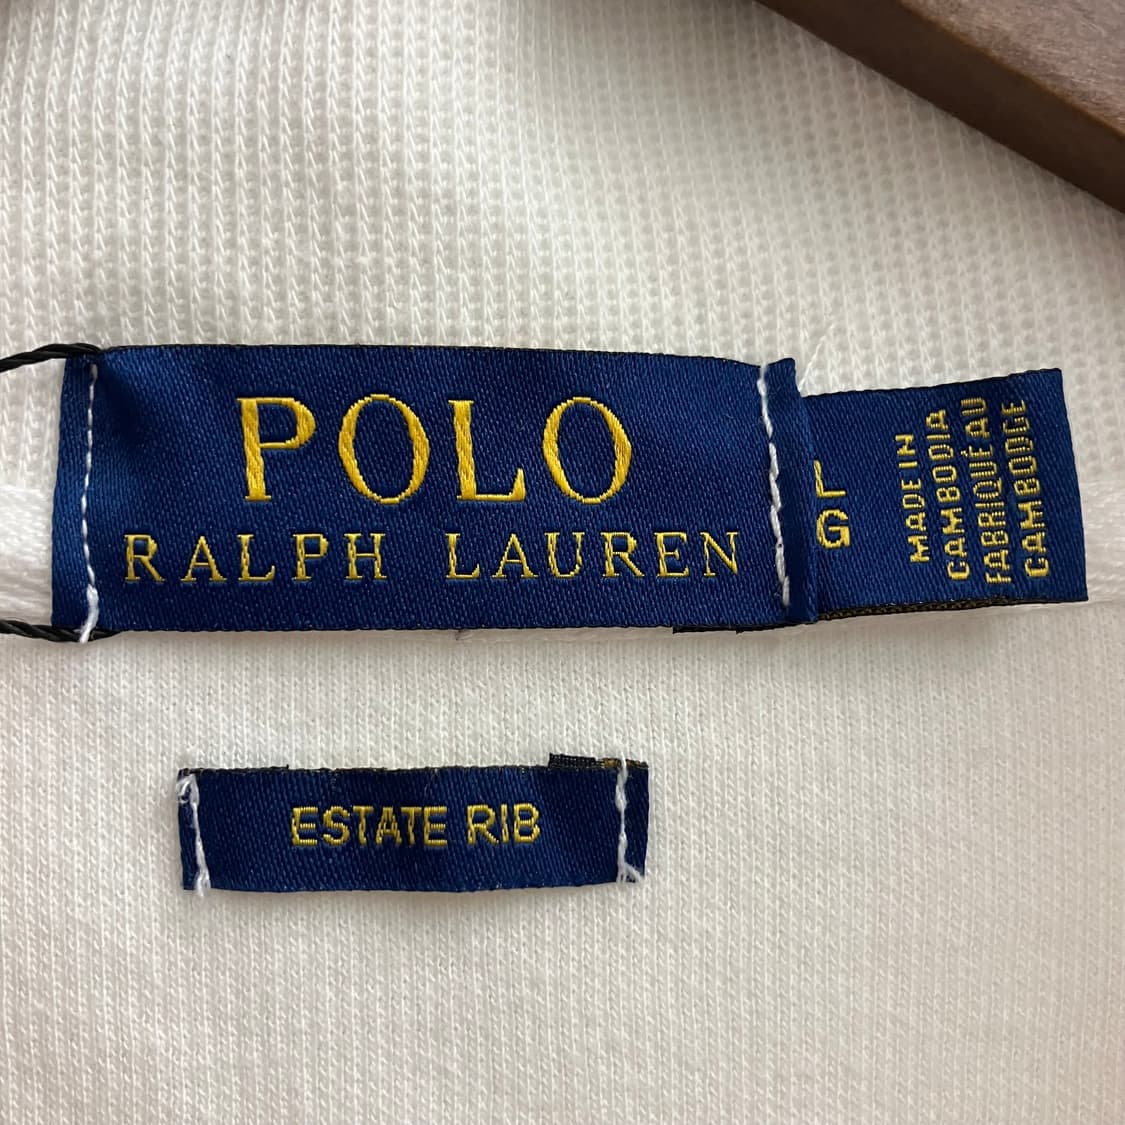 POLO
RALPH LAUREN
L
G
MADE IN
CAMBODIA
FABRIQUÉ AU
CAMBODGE
ESTATE RIB